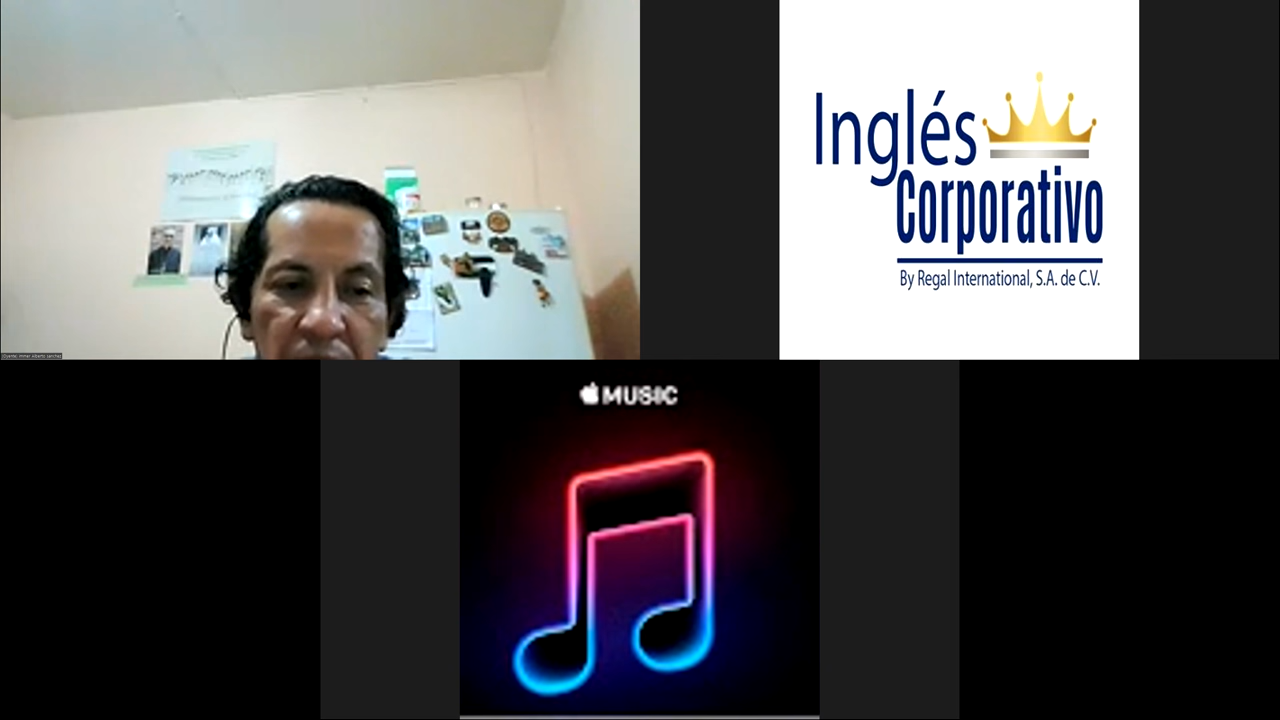 Inglés
Corporativo
By Regal International, S.A. de C.V.
MUSIC